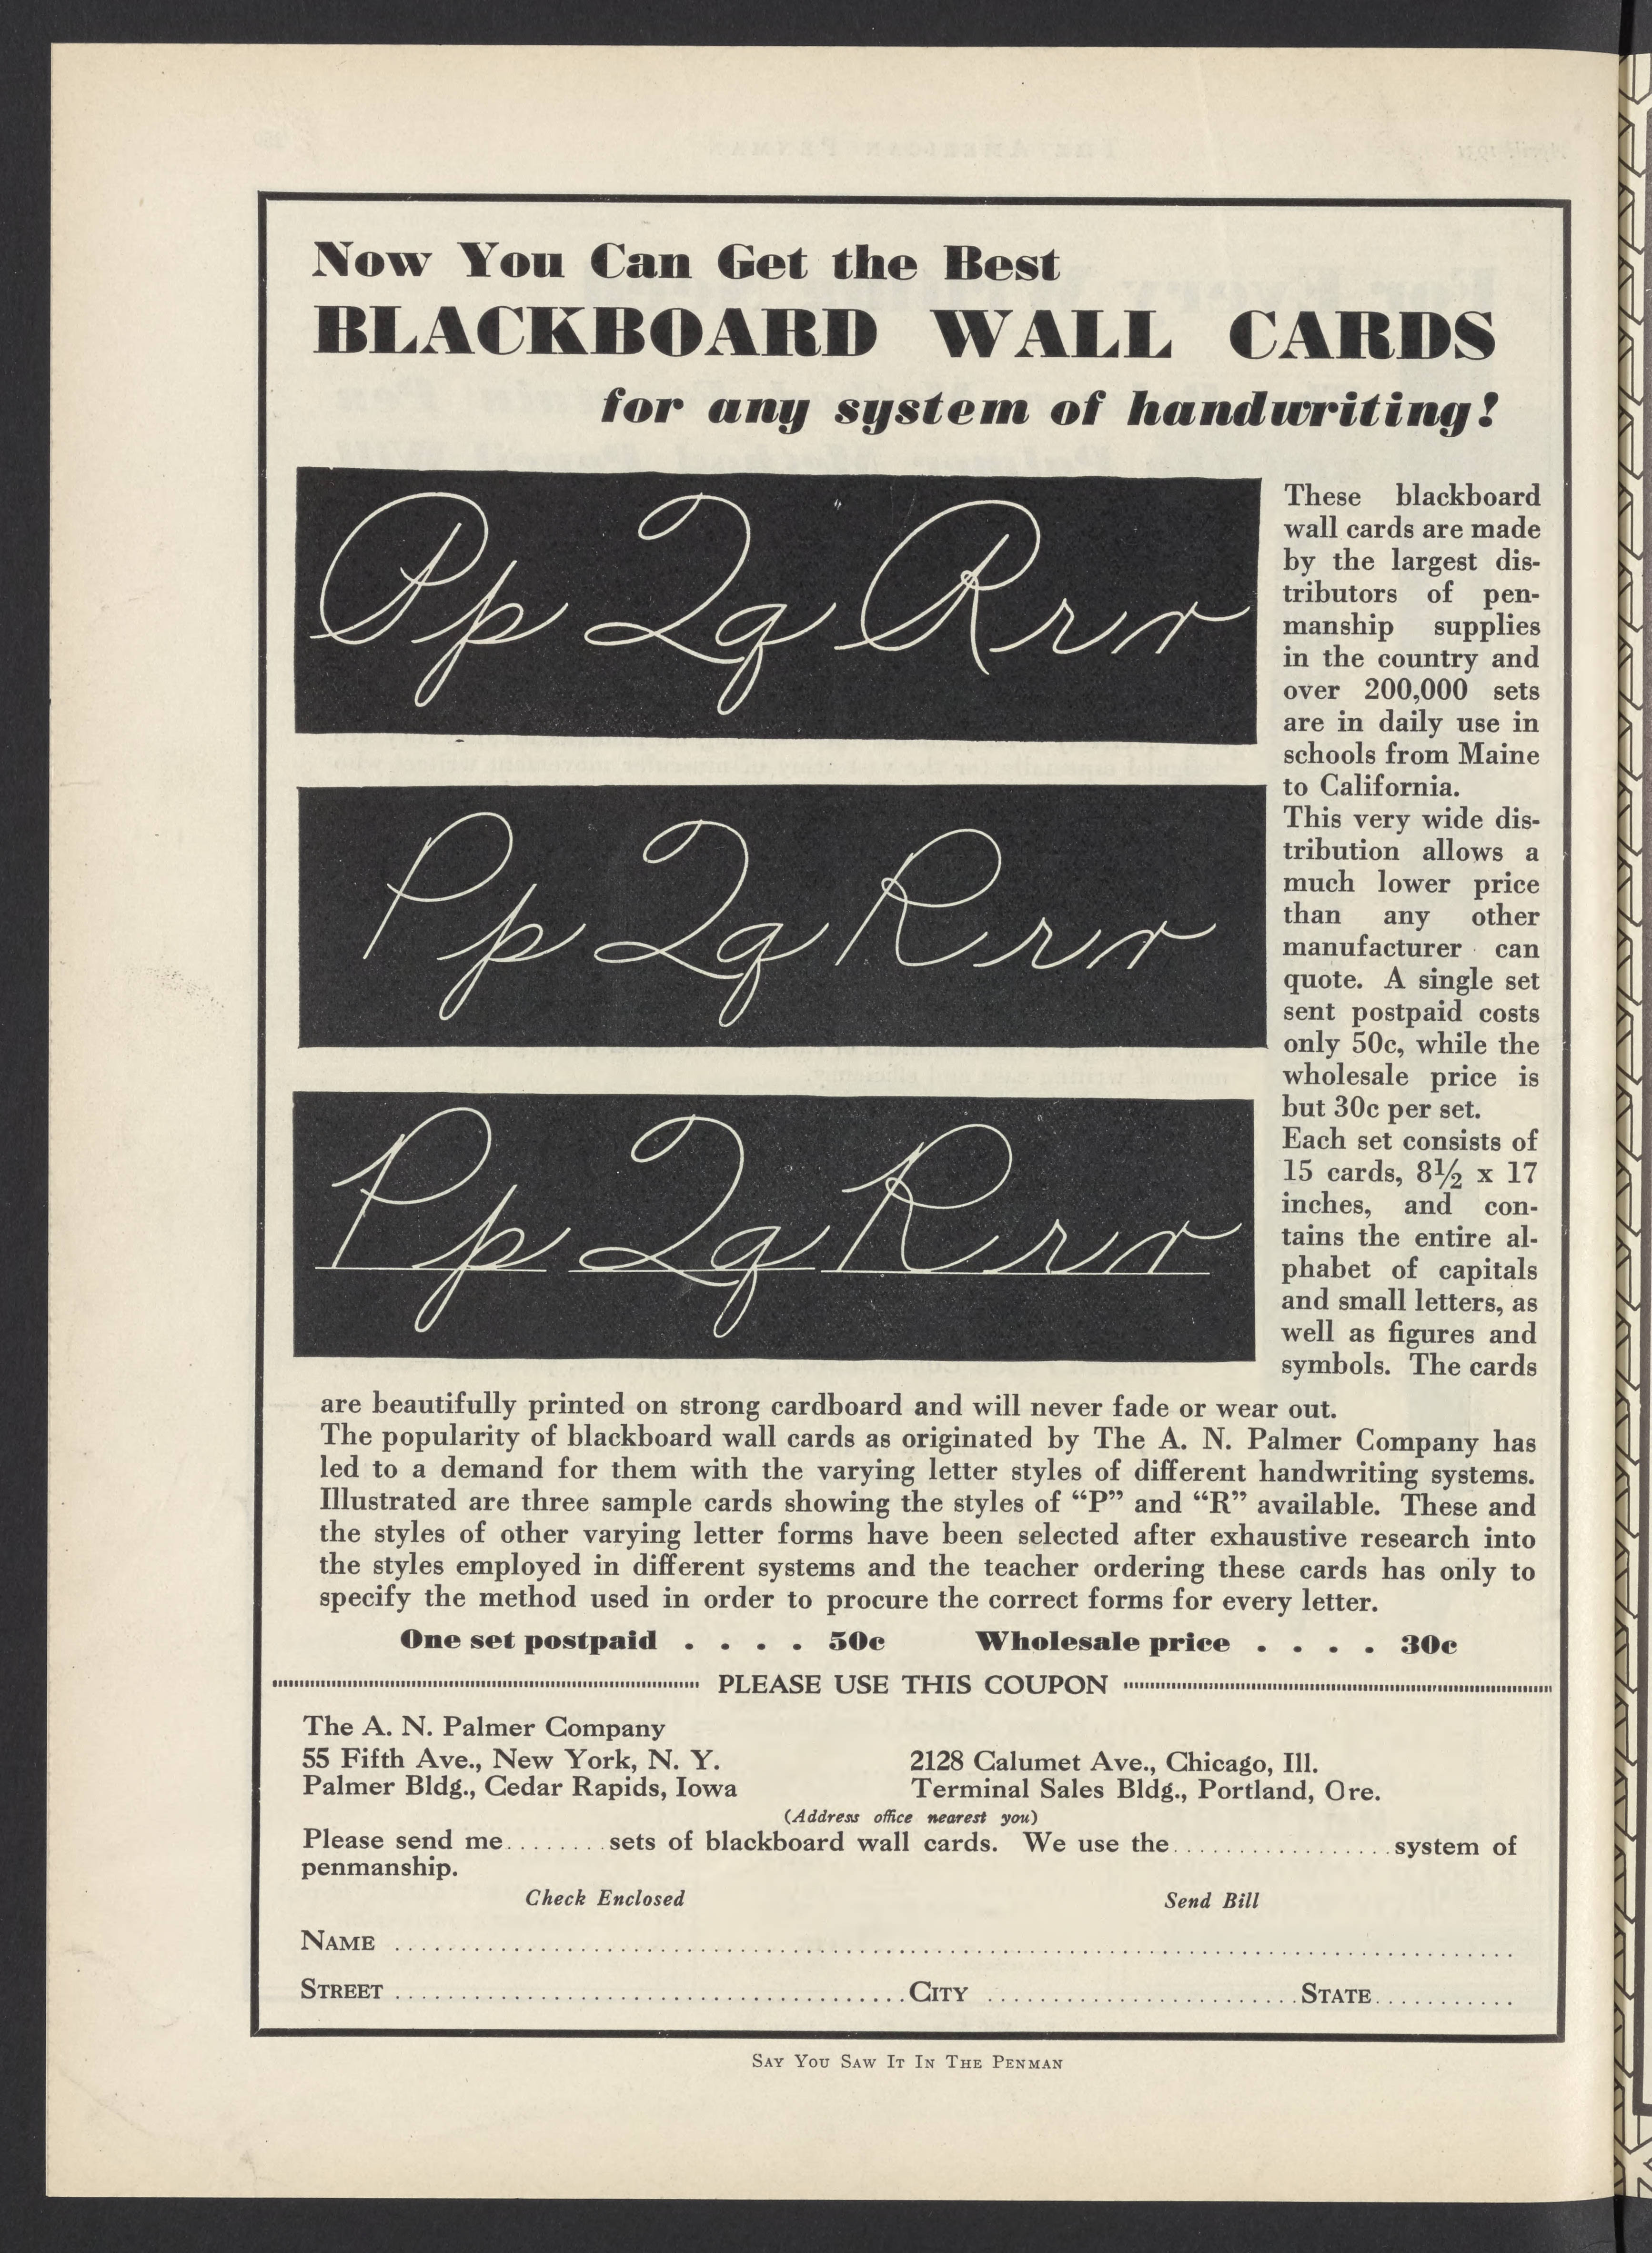 Now You Can Get the Best
BLACKBOARD WALL CARDS
for any system of handwriting!
P p Q q R r r
P p Q q R r r
P p Q q R r r
These blackboard
wall cards are made
by the largest dis-
tributors of pen-
manship supplies
in the country and
over 200,000 sets
are in daily use in
schools from Maine
to California.
This very wide dis-
tribution allows a
much lower price
than any other
manufacturer can
quote. A single set
sent postpaid costs
only 50c, while the
wholesale price is
but 30c per set.
Each set consists of
15 cards, 8½ x 17
inches, and con-
tains the entire al-
phabet of capitals
and small letters, as
well as figures and
symbols. The cards
are beautifully printed on strong cardboard and will never fade or wear out.
The popularity of blackboard wall cards as originated by The A. N. Palmer Company has
led to a demand for them with the varying letter styles of different handwriting systems.
Illustrated are three sample cards showing the styles of “P” and “R” available. These and
the styles of other varying letter forms have been selected after exhaustive research into
the styles employed in different systems and the teacher ordering these cards has only to
specify the method used in order to procure the correct forms for every letter.
One set postpaid . . . . 50c Wholesale price . . . . 30c
PLEASE USE THIS COUPON
The A. N. Palmer Company
55 Fifth Ave., New York, N. Y. 2128 Calumet Ave., Chicago, Ill.
Palmer Bldg., Cedar Rapids, Iowa Terminal Sales Bldg., Portland, Ore.
(Address office nearest you)
Please send me........sets of blackboard wall cards. We use the.................system of
penmanship.
Check Enclosed Send Bill
NAME ........................................
STREET ........................................CITY ........................STATE...........
SAY YOU SAW IT IN THE PENMAN